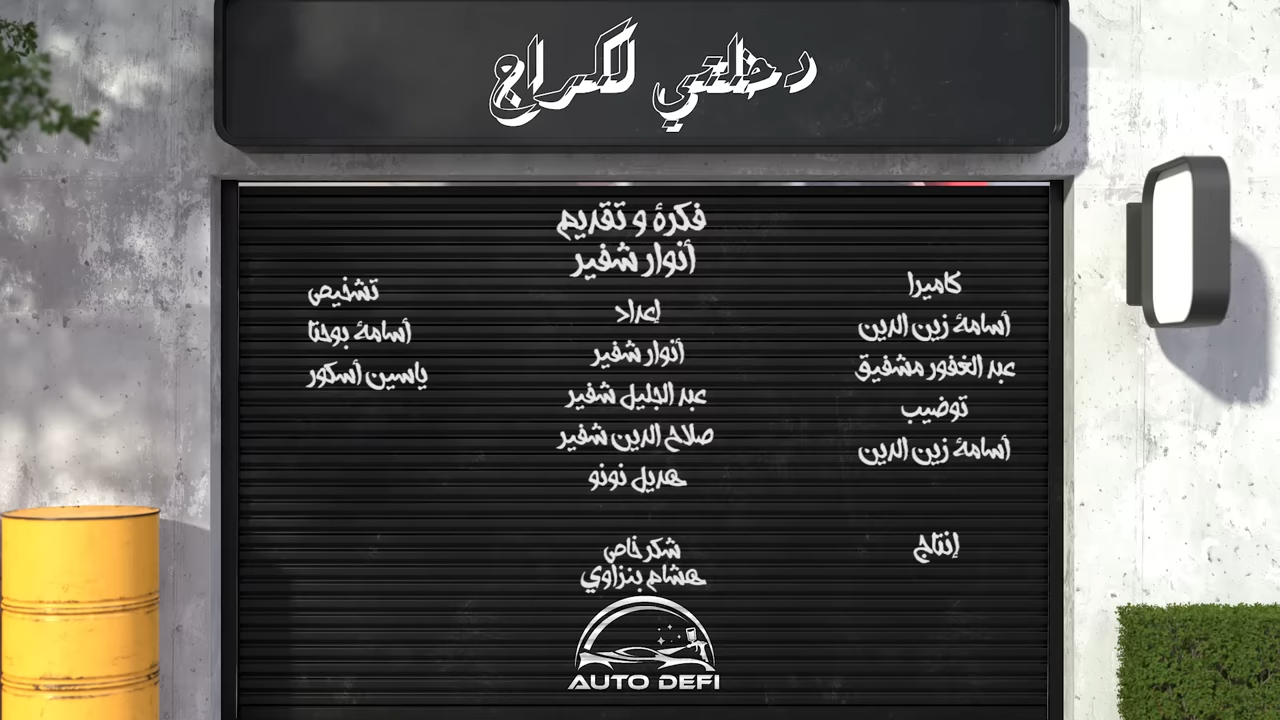 دخلتي لكراج
فكرة و تقديم
أنوار شفير
كاميرا
أسامة زين الدين
عبد الغفور مشفيق
توضيب
أسامة زين الدين
إنتاج
إعداد
أنوار شفير
عبد الجليل شفير
صلاح الدين شفير
هديل نونو
تشخيص
أسامة بوحتا
ياسين أسكور
شكر خاص
هشام بنزاوي
AUTO DEFI